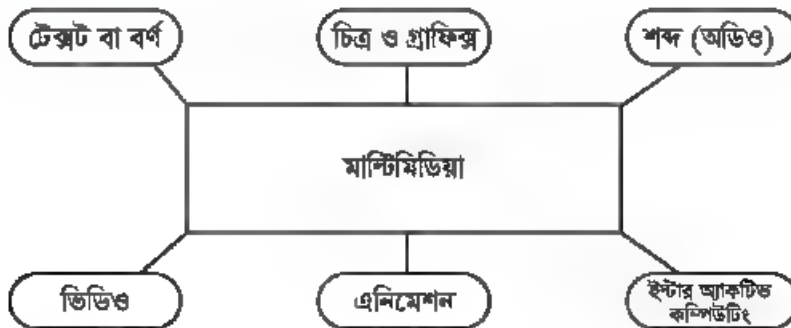 টেক্সট বা বর্ণ
চিত্র ও গ্রাফিক্স
শব্দ (অডিও)
মাল্টিমিডিয়া
ভিডিও
এনিমেশন
ইন্টার অ্যাকটিভ
কম্পিউটিং